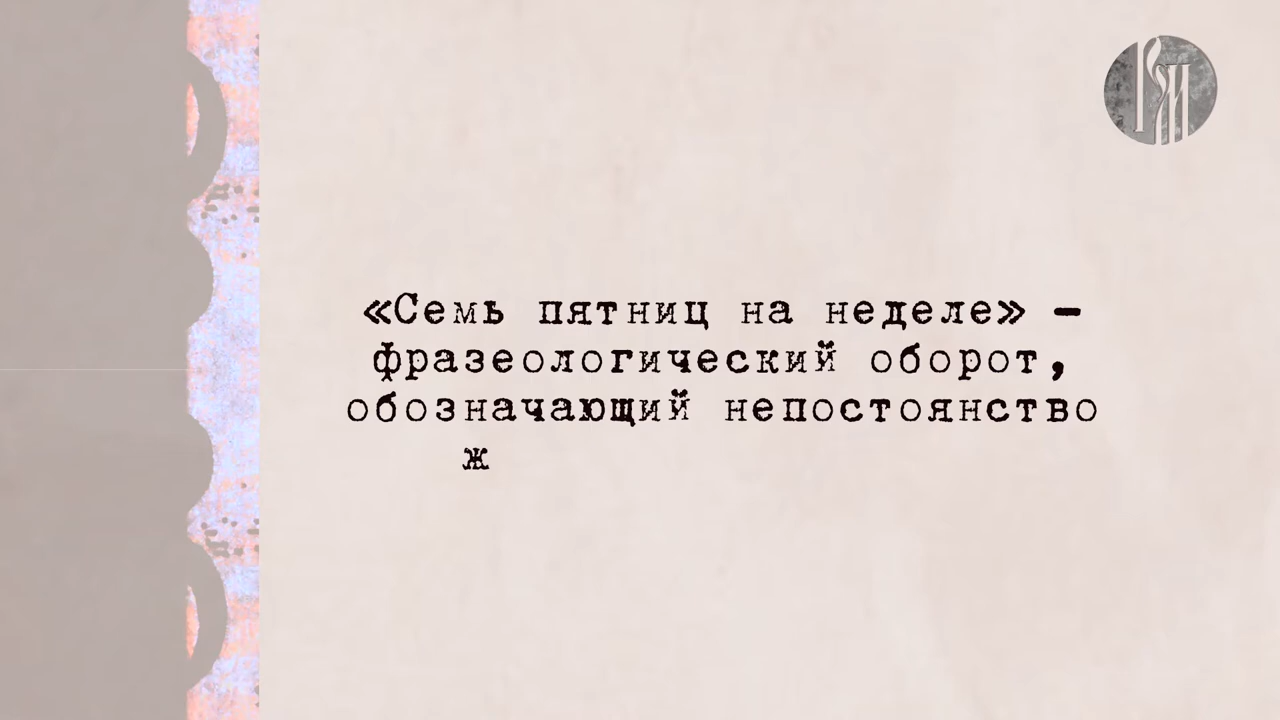 «Семь пятниц на неделе» –
фразеологический оборот,
обозначающий непостоянство
ж